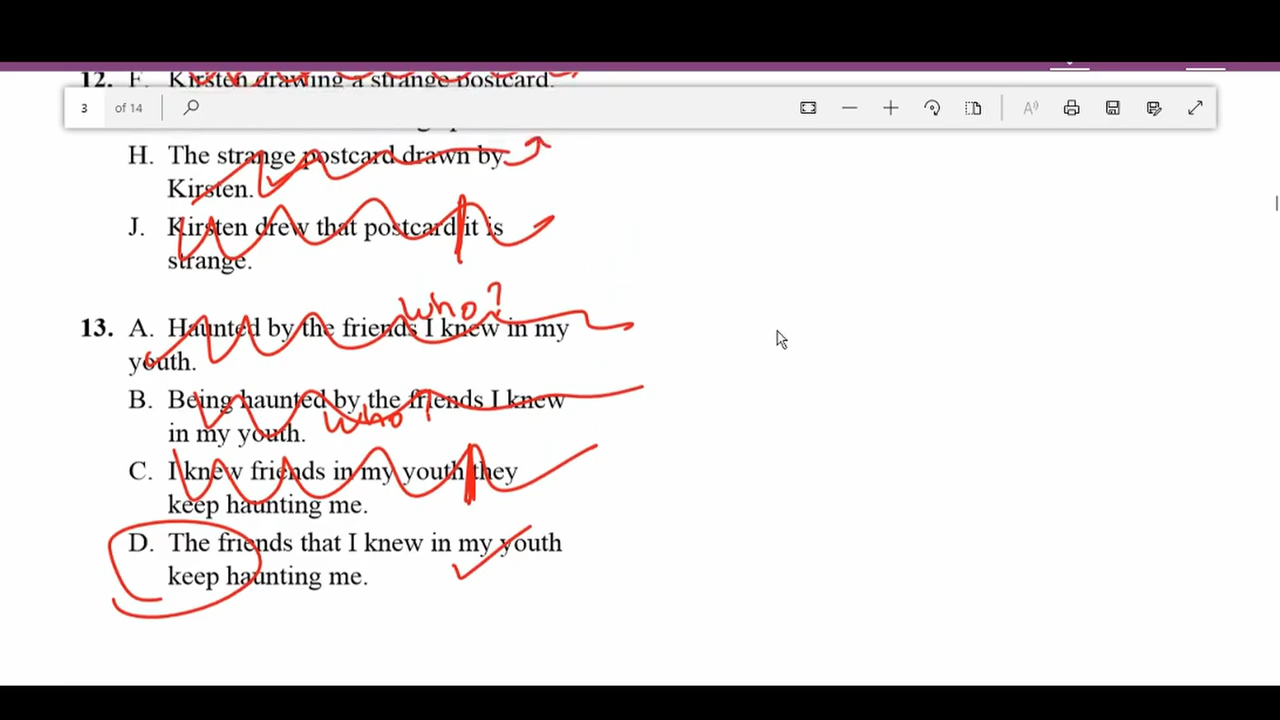 12. F. Kirsten drawing a strange postcard.
3 of 14
H. The strange postcard drawn by
Kirsten.
J. Kirsten drew that postcard it is
strange.
who?
13. A. Haunted by the friends I knew in my
youth.
B. Being haunted by the friends I knew
who?
in my youth.
C. I knew friends in my youth they
keep haunting me.
D. The friends that I knew in my youth
keep haunting me.